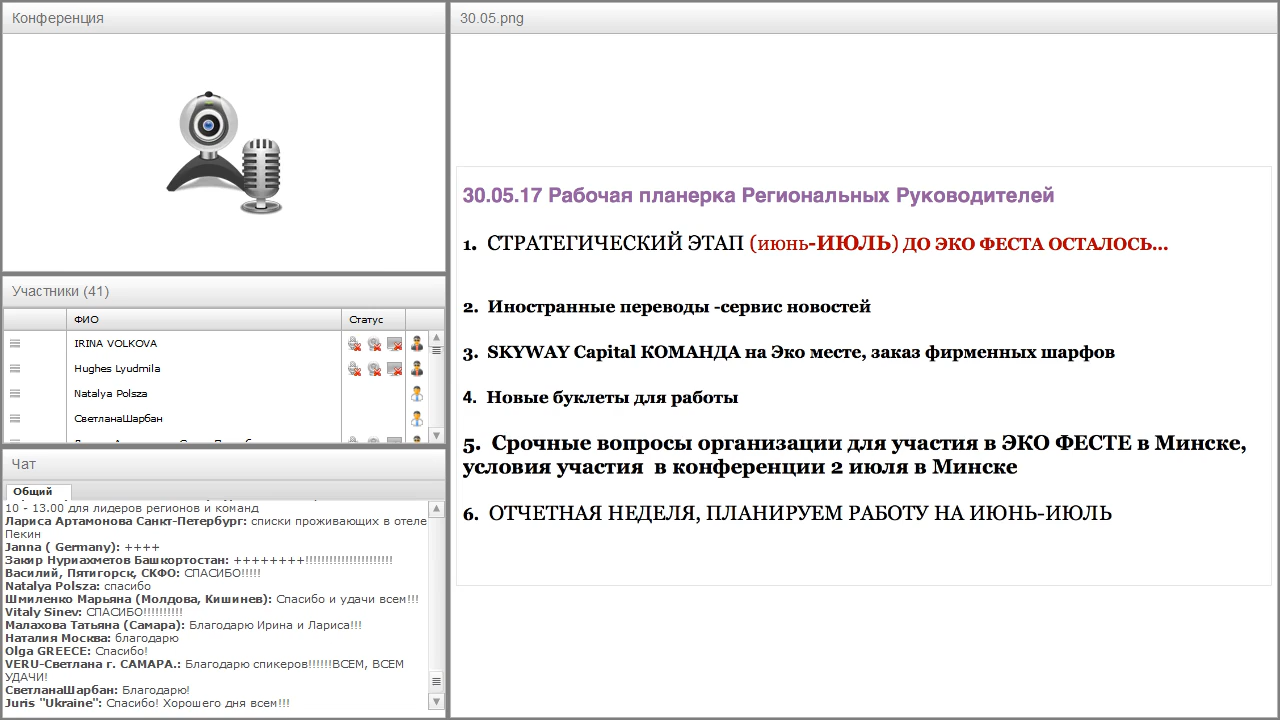 Конференция
Участники (41)
ФИО Статус
IRINA VOLKOVA
Hughes Lyudmila
Natalya Polsza
СветланаШарбан
Чат
Общий
10 - 13.00 для лидеров регионов и команд
Лариса Артамонова Санкт-Петербург: списки проживающих в отеле
Пекин
Janna ( Germany): ++++
Закир Нуриахметов Башкортостан: ++++++++!!!!!!!!!!!!!!!!!!!!!!
Василий, Пятигорск, СКФО: СПАСИБО!!!!!
Natalya Polsza: спасибо
Шмиленко Марьяна (Молдова, Кишинев): Спасибо и удачи всем!!!
Vitaly Sinev: СПАСИБО!!!!!!!!!!
Малахова Татьяна (Самара): Благодарю Ирина и Лариса!!!
Наталия Москва: благодарю
Olga GREECE: Спасибо!
VERU-Светлана г. САМАРА.: Благодарю спикеров!!!!!!ВСЕМ, ВСЕМ
УДАЧИ!
СветланаШарбан: Благодарю!
Juris "Ukraine": Спасибо! Хорошего дня всем!!!
30.05.png
30.05.17 Рабочая планерка Региональных Руководителей
1. СТРАТЕГИЧЕСКИЙ ЭТАП (июнь-ИЮЛЬ) ДО ЭКО ФЕСТА ОСТАЛОСЬ...
2. Иностранные переводы -сервис новостей
3. SKYWAY Capital КОМАНДА на Эко месте, заказ фирменных шарфов
4. Новые буклеты для работы
5. Срочные вопросы организации для участия в ЭКО ФЕСТЕ в Минске,
условия участия в конференции 2 июля в Минске
6. ОТЧЕТНАЯ НЕДЕЛЯ, ПЛАНИРУЕМ РАБОТУ НА ИЮНЬ-ИЮЛЬ